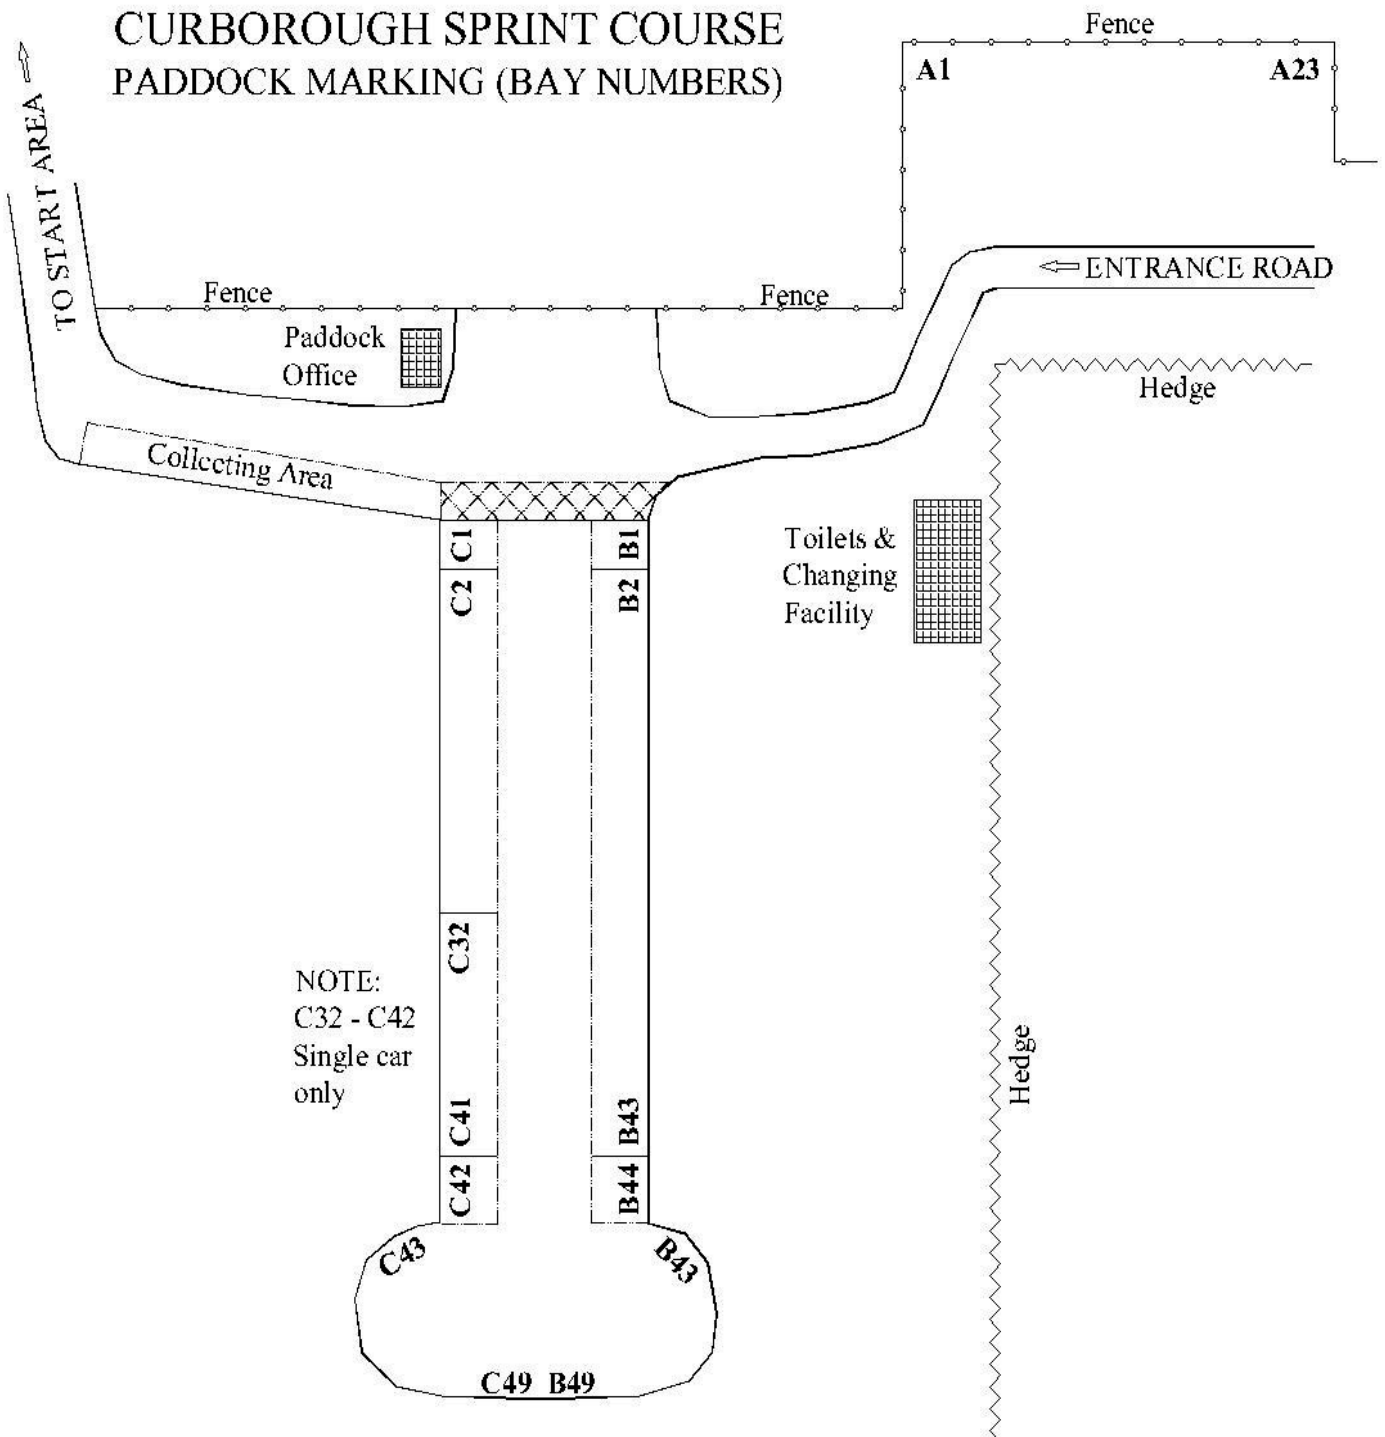 CURBOROUGH SPRINT COURSE
PADDOCK MARKING (BAY NUMBERS)
Fence
A1
A23
TO START AREA
ENTRANCE ROAD
Fence
Fence
Paddock
Office
Hedge
Collecting Area
C1
B1
C2
B2
Toilets &
Changing
Facility
C32
NOTE:
C32 - C42
Single car
only
Hedge
C41
B43
C42
B44
C43
B43
C49
B49